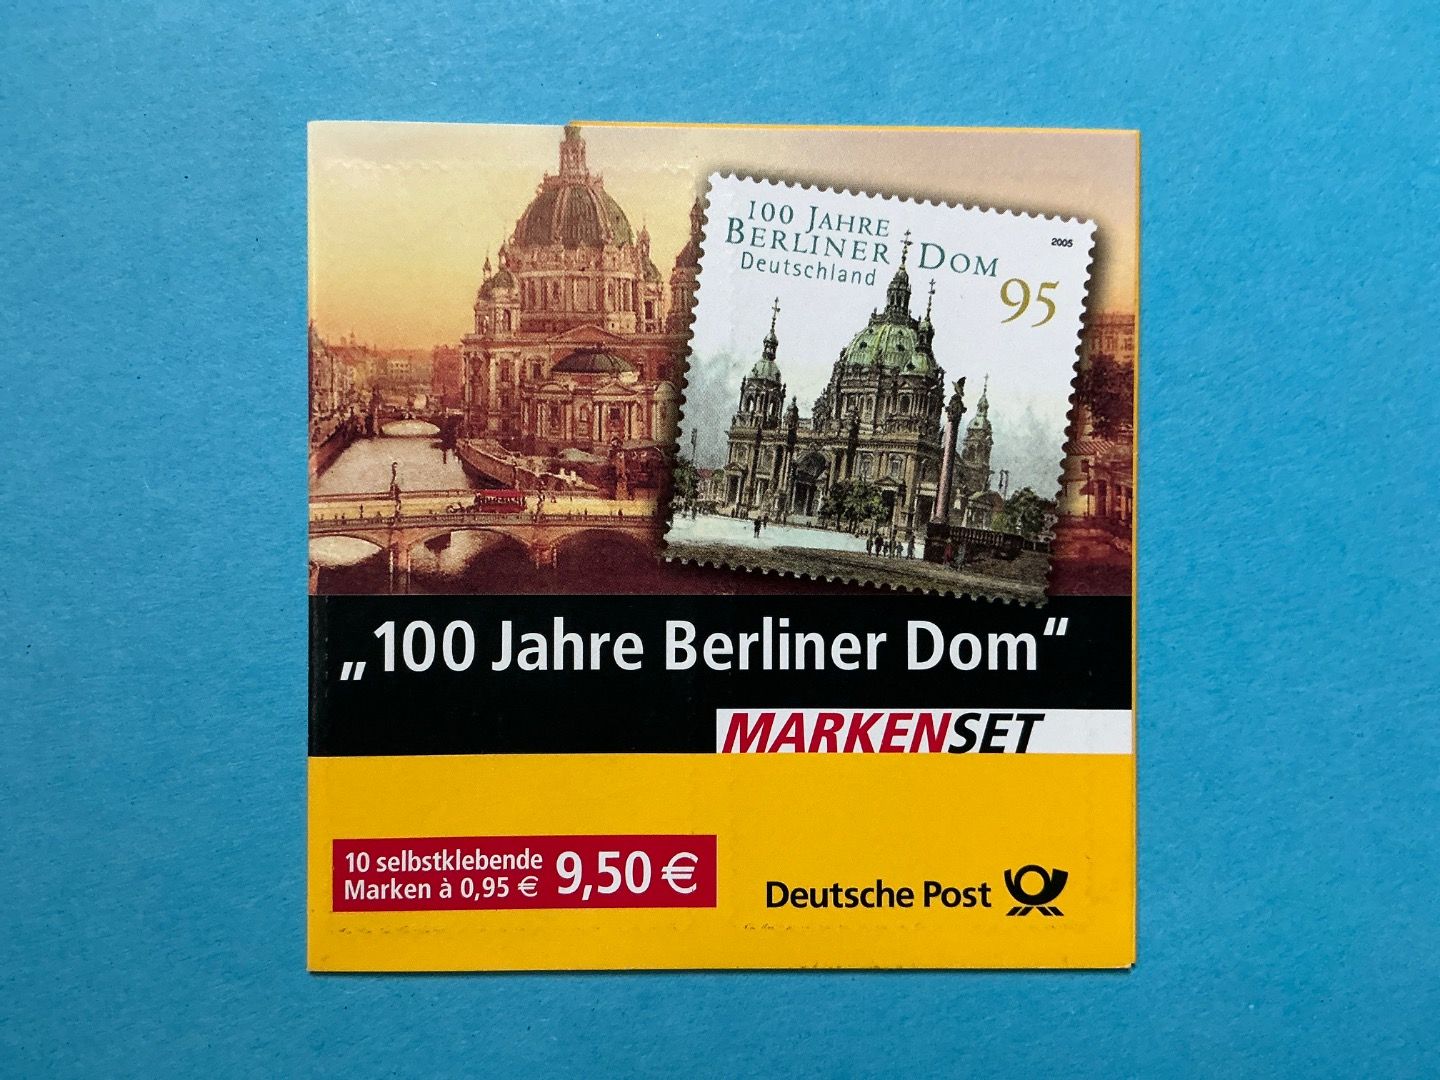 100 JAHRE
BERLINER DOM
Deutschland
2005
95
„100 Jahre Berliner Dom“
MARKENSET
10 selbstklebende
Marken à 0,95 €
9,50 €
Deutsche Post